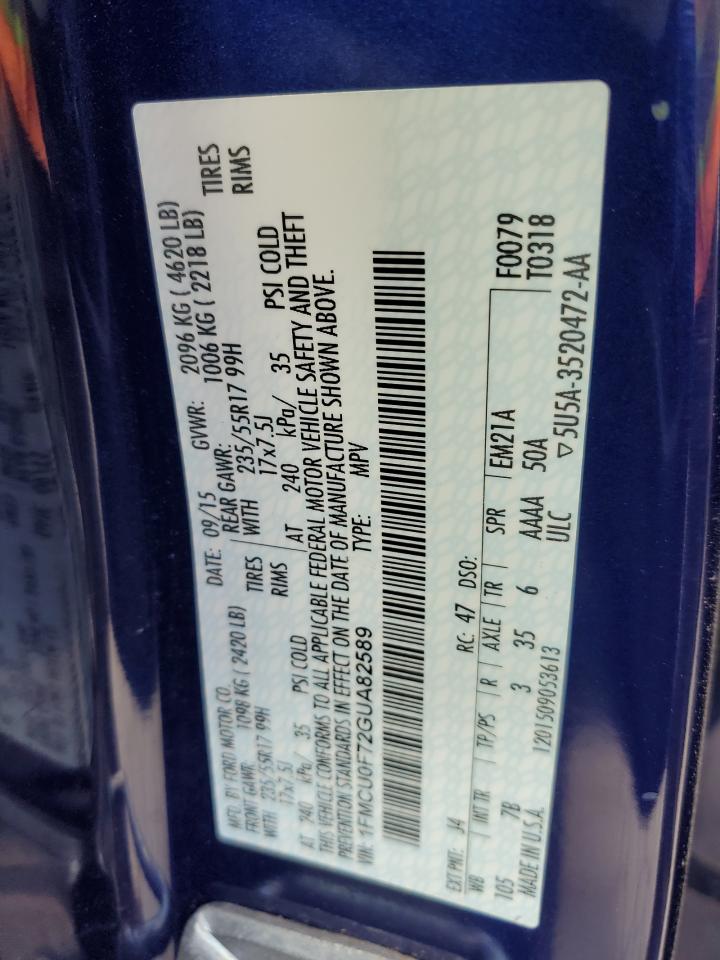 MFD. BY FORD MOTOR CO.
DATE: 09/15 GVWR: 2096 KG ( 4620 LB)
FRONT GAWR: 1098 KG ( 2420 LB) REAR GAWR: 1006 KG ( 2218 LB)
WITH 235/55R17 99H TIRES WITH 235/55R17 99H TIRES
17x7.5J RIMS 17x7.5J RIMS
AT 240 kPa/ 35 PSI COLD AT 240 kPa/ 35 PSI COLD
THIS VEHICLE CONFORMS TO ALL APPLICABLE FEDERAL MOTOR VEHICLE SAFETY AND THEFT
PREVENTION STANDARDS IN EFFECT ON THE DATE OF MANUFACTURE SHOWN ABOVE.
VIN: 1FMCU0F72GUA82589 TYPE: MPV
EXT PNT: J4 RC: 47 DSO:
WB INT TR TP/PS R AXLE TR SPR EM21A F0079
105 7B 3 35 6 AAAA 50A T0318
MADE IN U.S.A. 1201509053613 ULC ▽5U5A-3520472-AA